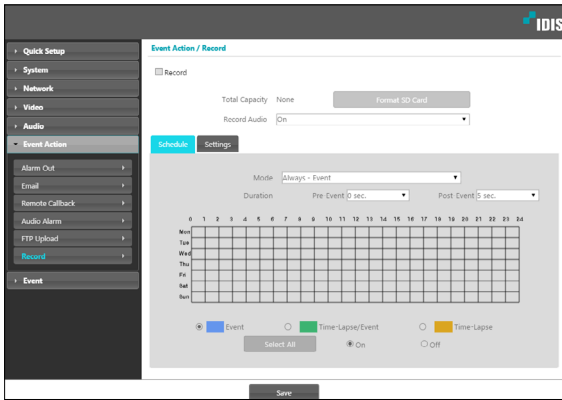 IDIS
Quick Setup
System
Network
Video
Audio
Event Action
Alarm Out
Email
Remote Callback
Audio Alarm
FTP Upload
Record
Event
Event Action / Record
Record
Total Capacity None Format SD Card
Record Audio On
Schedule Settings
Mode Always - Event
Duration Pre-Event 0 sec. Post-Event 5 sec.
0 1 2 3 4 5 6 7 8 9 10 11 12 13 14 15 16 17 18 19 20 21 22 23 24
Mon
Tue
Wed
Thu
Fri
Sat
Sun
Event Time-Lapse/Event Time-Lapse
Select All On Off
Save